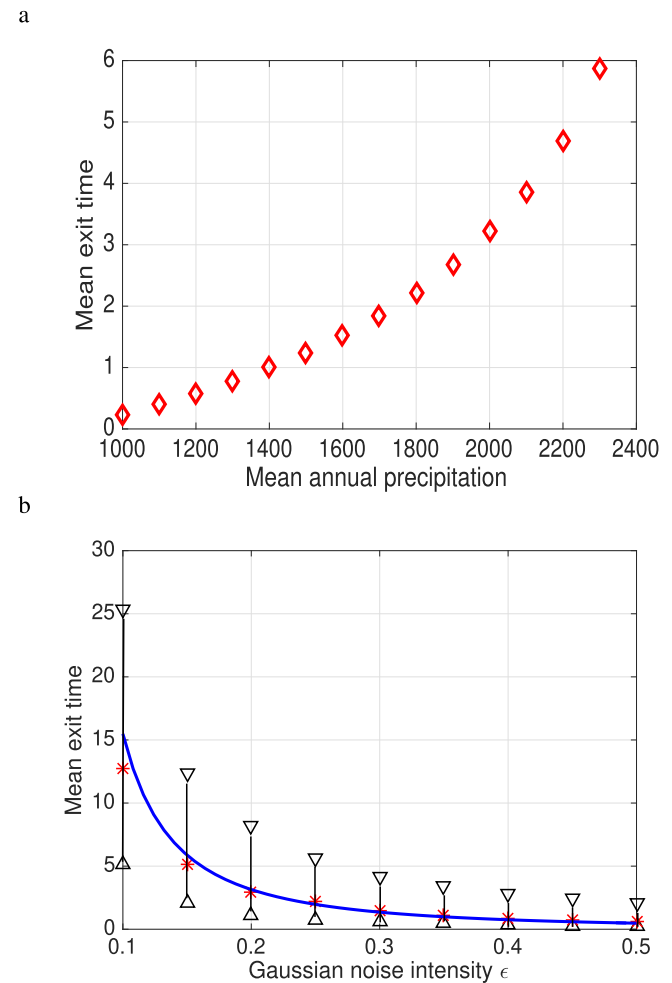 a
6
5
4
3
2
1
0
Mean exit time
1000 1200 1400 1600 1800 2000 2200 2400
Mean annual precipitation
b
30
25
20
15
10
5
0
Mean exit time
0.1 0.2 0.3 0.4 0.5
Gaussian noise intensity ϵ